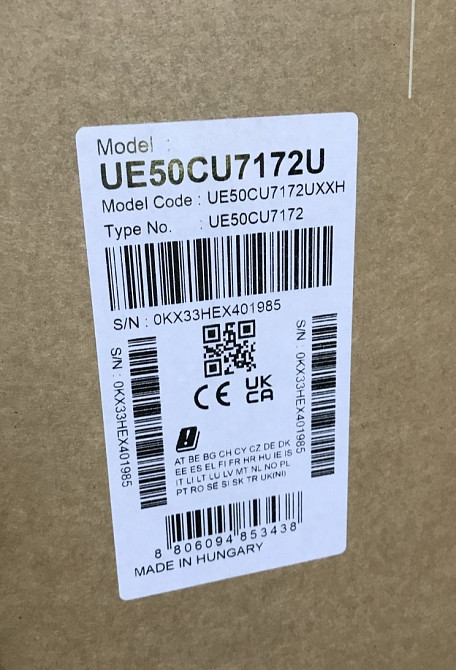 Model :
UE50CU7172U
Model Code : UE50CU7172UXXH
Type No. : UE50CU7172
S/N : 0KX33HEX401985
S/N : 0KX33HEX401985
S/N : 0KX33HEX401985
CE UK
CA
AT BE BG CH CY CZ DE DK
EE ES EL FI FR HR HU IE IS
IT LI LT LU LV MT NL NO PL
PT RO SE SI SK TR UK(NI)
8 806094 853438
MADE IN HUNGARY